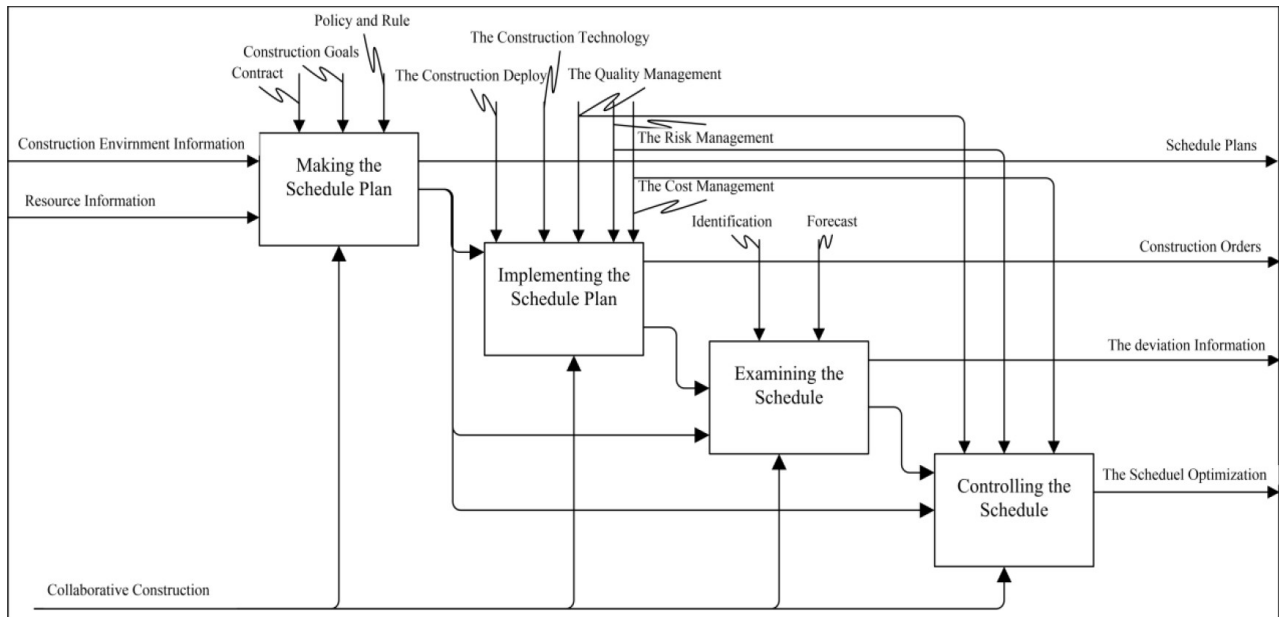 Policy and Rule
Construction Goals
Contract
The Construction Technology
The Construction Deploy
The Quality Management
Construction Envirnment Information
Making the
Schedule Plan
The Risk Management
Schedule Plans
Resource Information
The Cost Management
Identification
Forecast
Implementing the
Schedule Plan
Construction Orders
Examining the
Schedule
The deviation Information
Controlling the
Schedule
The Scheduel Optimization
Collaborative Construction